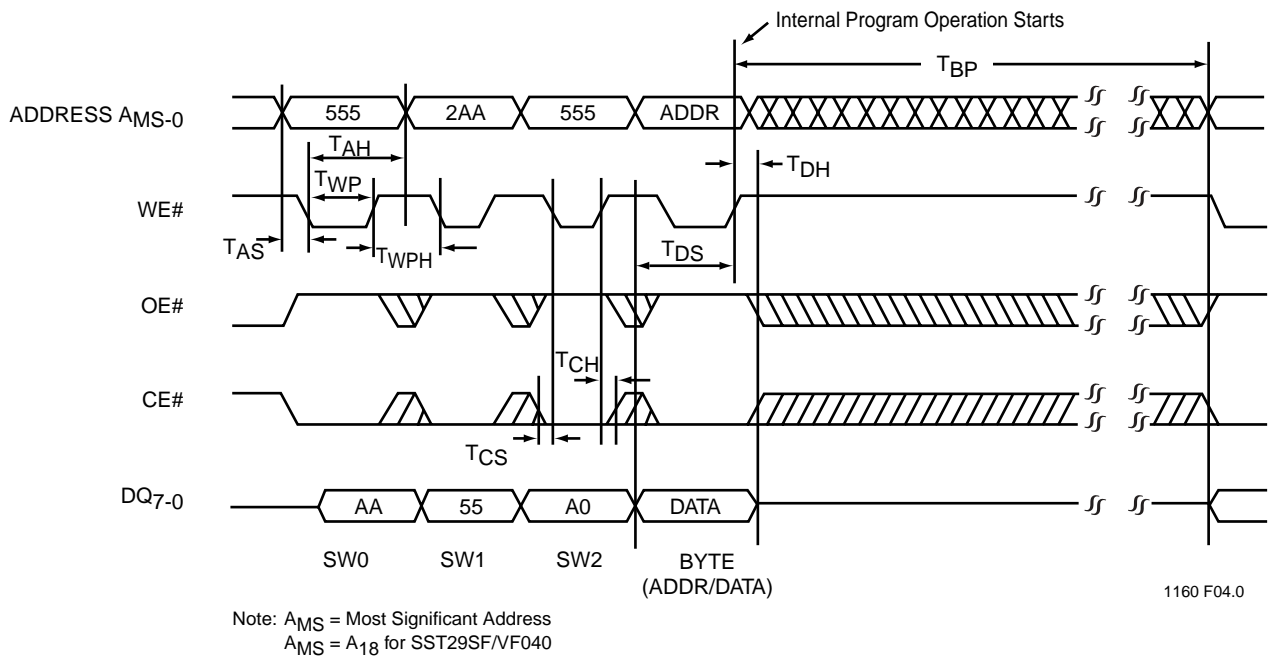 Internal Program Operation Starts
TBP
ADDRESS AMS-0
555
2AA
555
ADDR
TAH
TDH
TWP
WE#
TAS
TWPH
TDS
OE#
TCH
CE#
TCS
DQ7-0
AA
55
A0
DATA
SW0
SW1
SW2
BYTE
(ADDR/DATA)
1160 F04.0
Note: AMS = Most Significant Address
AMS = A18 for SST29SF/VF040